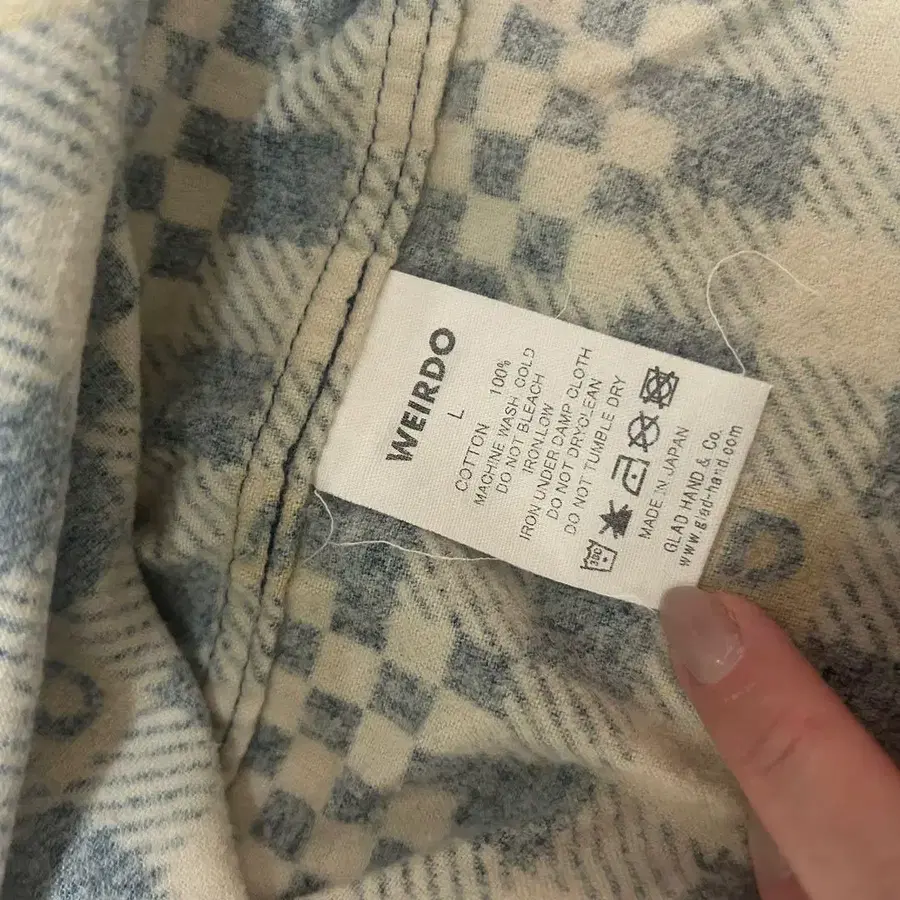 WEIRDO
L
COTTON 100%
MACHINE WASH COLD
DO NOT BLEACH
IRON.LOW
IRON UNDER DAMP CLOTH
DO NOT DRYCLEAN
DO NOT TUMBLE DRY
MADE IN JAPAN
GLAD HAND & Co.
www.glad-hand.com